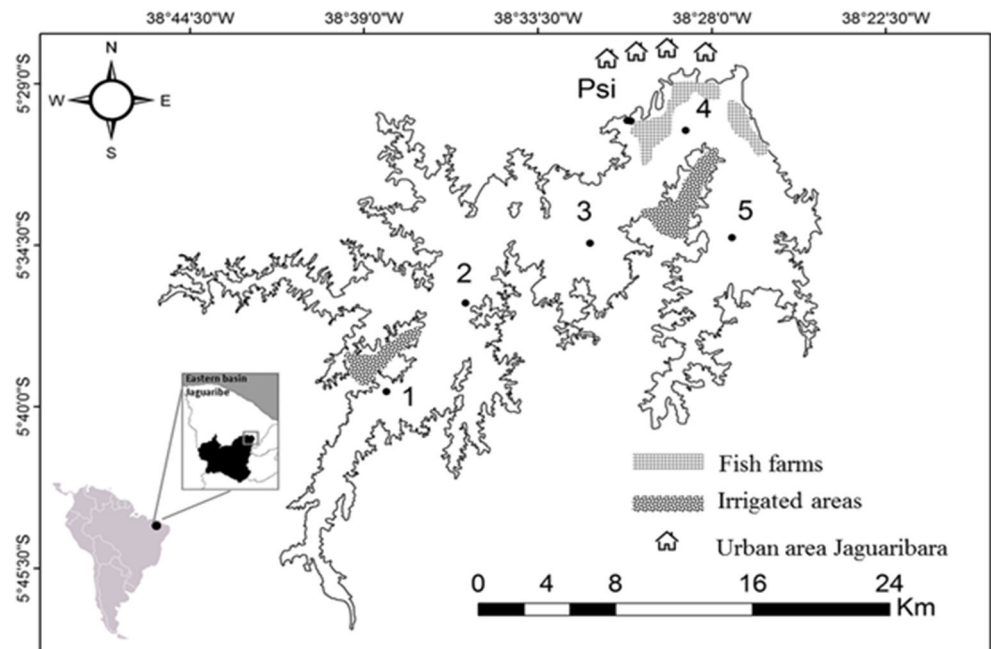 38°44'30"W 38°39'0"W 38°33'30"W 38°28'0"W 38°22'30"W
N
W E
S
5°29'0"S
5°34'30"S
5°40'0"S
5°45'30"S
Psi
4
3
5
2
1
Eastern basin
Jaguaribe
Fish farms
Irrigated areas
Urban area Jaguaribara
0 4 8 16 24
Km